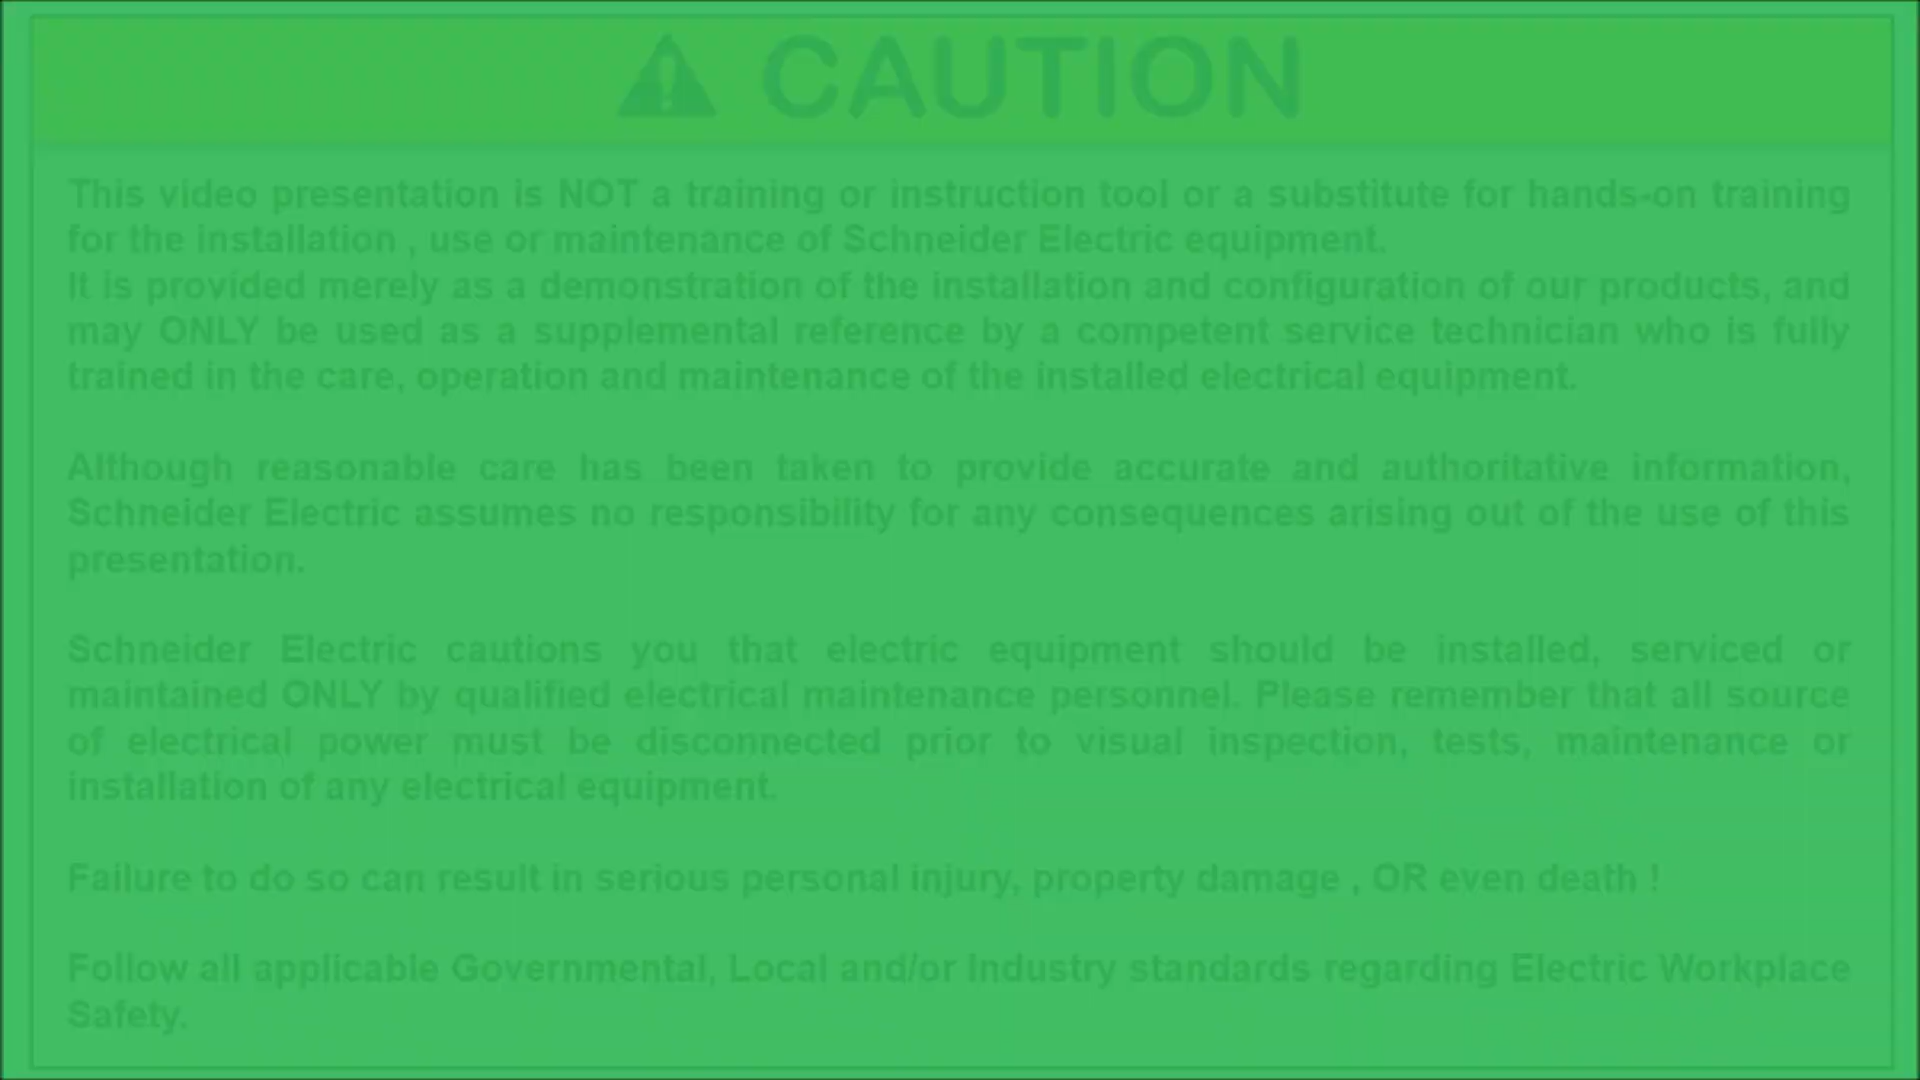 CAUTION
This video presentation is NOT a training or instruction tool or a substitute for hands-on training
for the installation , use or maintenance of Schneider Electric equipment.
It is provided merely as a demonstration of the installation and configuration of our products, and
may ONLY be used as a supplemental reference by a competent service technician who is fully
trained in the care, operation and maintenance of the installed electrical equipment.
Although reasonable care has been taken to provide accurate and authoritative information,
Schneider Electric assumes no responsibility for any consequences arising out of the use of this
presentation.
Schneider Electric cautions you that electric equipment should be installed, serviced or
maintained ONLY by qualified electrical maintenance personnel. Please remember that all source
of electrical power must be disconnected prior to visual inspection, tests, maintenance or
installation of any electrical equipment.
Failure to do so can result in serious personal injury, property damage , OR even death !
Follow all applicable Governmental, Local and/or Industry standards regarding Electric Workplace
Safety.